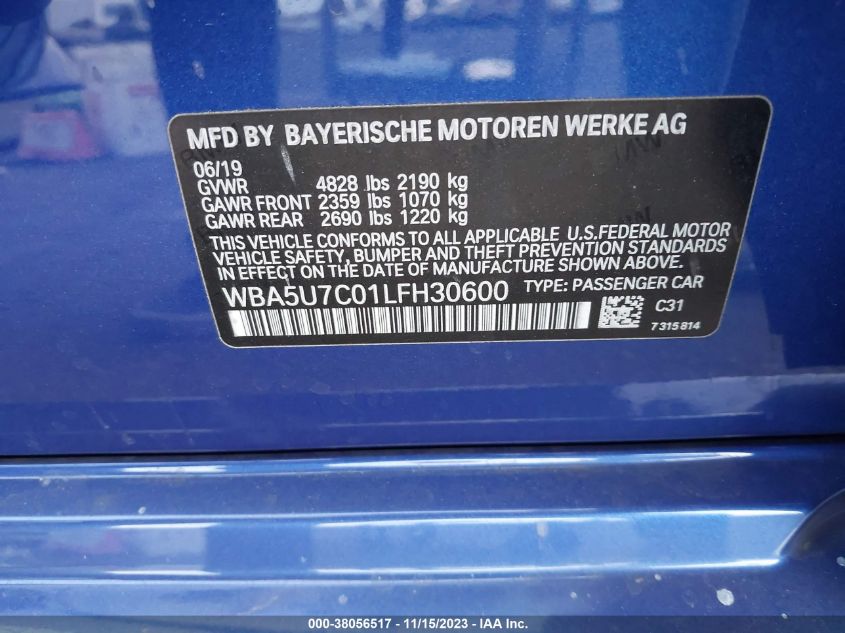 MFD BY BAYERISCHE MOTOREN WERKE AG
06/19
GVWR 4828 lbs 2190 kg
GAWR FRONT 2359 lbs 1070 kg
GAWR REAR 2690 lbs 1220 kg
THIS VEHICLE CONFORMS TO ALL APPLICABLE U.S.FEDERAL MOTOR
VEHICLE SAFETY, BUMPER AND THEFT PREVENTION STANDARDS
IN EFFECT ON THE DATE OF MANUFACTURE SHOWN ABOVE.
WBA5U7C01LFH30600 TYPE: PASSENGER CAR
C31
7315814
000-38056517 - 11/15/2023 - IAA Inc.